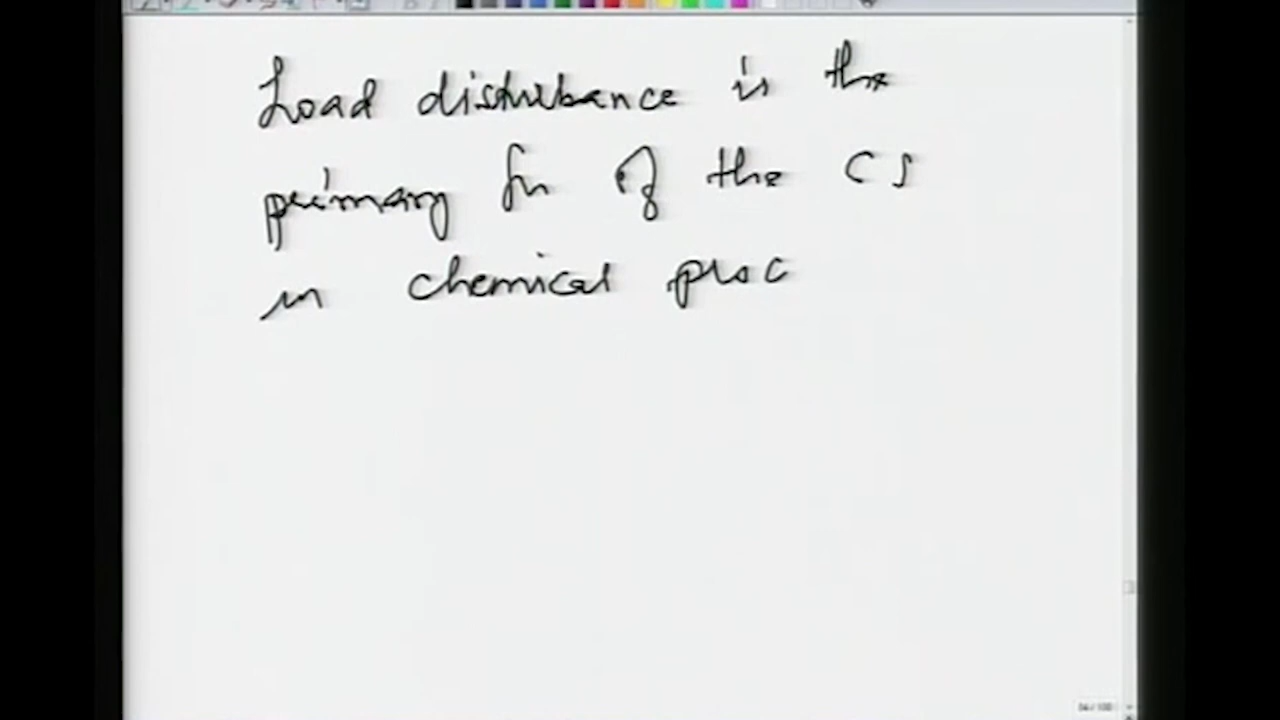 Load disturbance is the
primary fn of the CS
in chemical proc